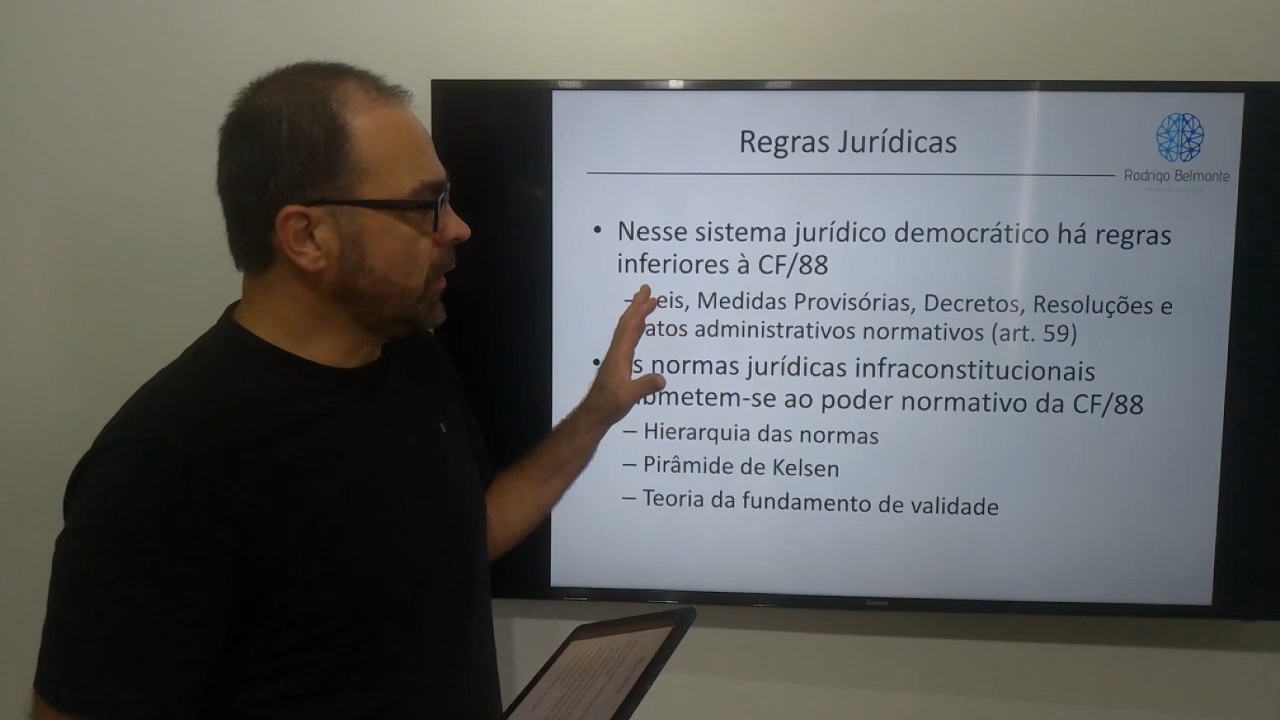 Regras Jurídicas
Rodrigo Belmonte
• Nesse sistema jurídico democrático há regras
inferiores à CF/88
– eis, Medidas Provisórias, Decretos, Resoluções e
atos administrativos normativos (art. 59)
• s normas jurídicas infraconstitucionais
bmetem-se ao poder normativo da CF/88
– Hierarquia das normas
– Pirâmide de Kelsen
– Teoria da fundamento de validade